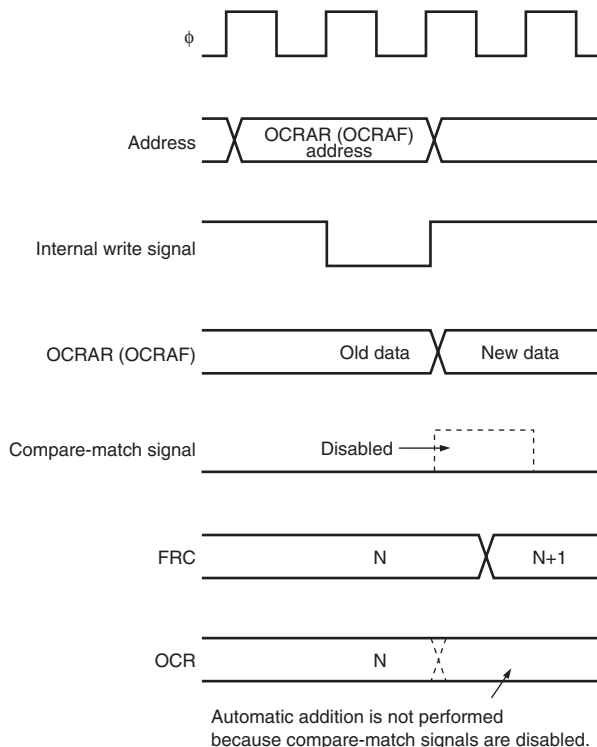 ϕ
Address
OCRAR (OCRAF)
address
Internal write signal
OCRAR (OCRAF)
Old data
New data
Compare-match signal
Disabled
FRC
N
N+1
OCR
N
Automatic addition is not performed
because compare-match signals are disabled.